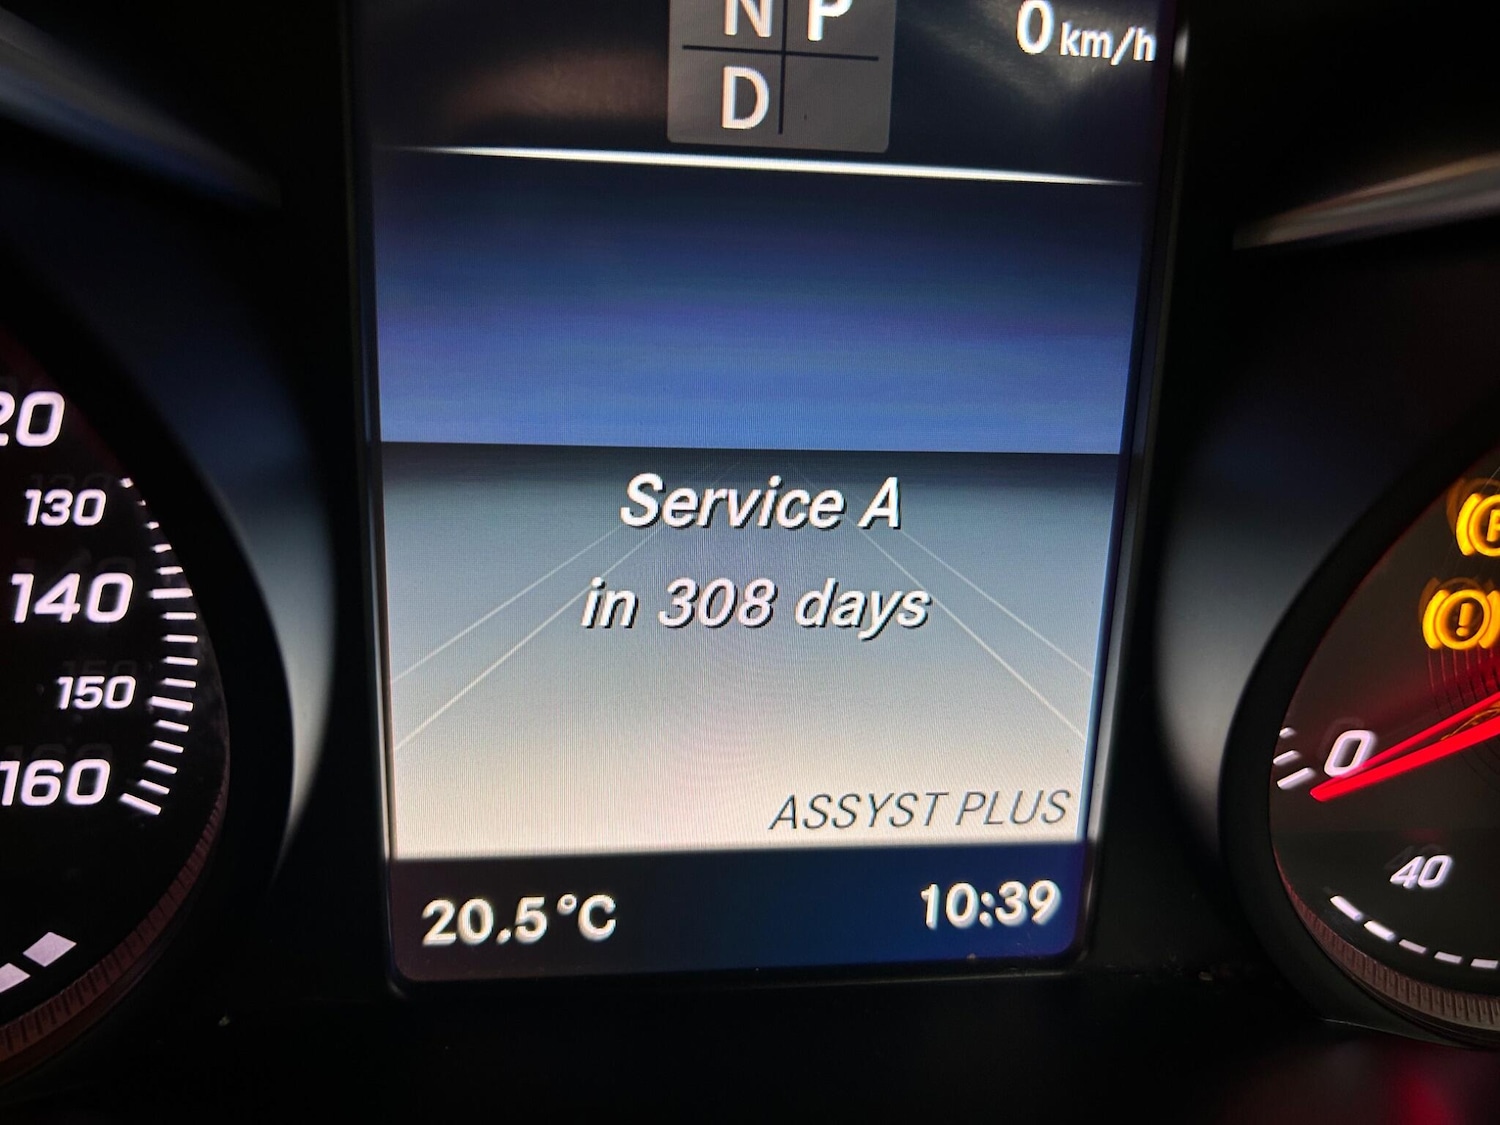 N P
0 km/h
D
130
140
150
160
Service A
in 308 days
0
ASSYST PLUS
40
20.5°C 10:39